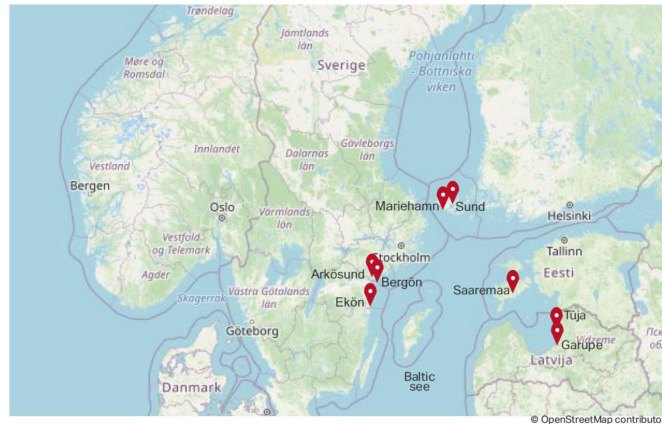 Trøndelag
Jämtlands
län
Pohjanlahti
- Bottniska
viken
Sverige
Møre og
Romsdal
Gävleborgs
län
Innlandet
Dalarnas
län
Vestland
Bergen
Mariehamn
Sund
Oslo
Värmlands
län
Helsinki
Vestfold
og Telemark
Stockholm
Tallinn
Agder
Arkösund
Bergön
Eesti
Saaremaa
Skagerrak
Västra Götalands
län
Ekön
Göteborg
Tüja
Vidzeme
Garupe
Latvija
Danmark
Baltic
see
© OpenStreetMap contributo